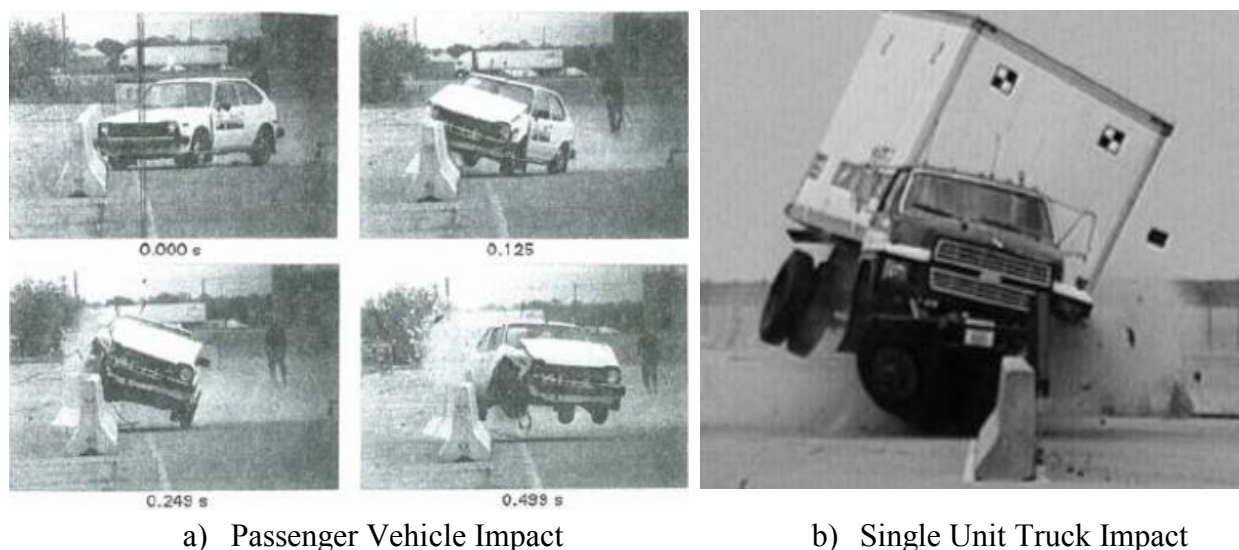 0.000 s
0.125
0.249 s
0.499 s
a) Passenger Vehicle Impact
b) Single Unit Truck Impact